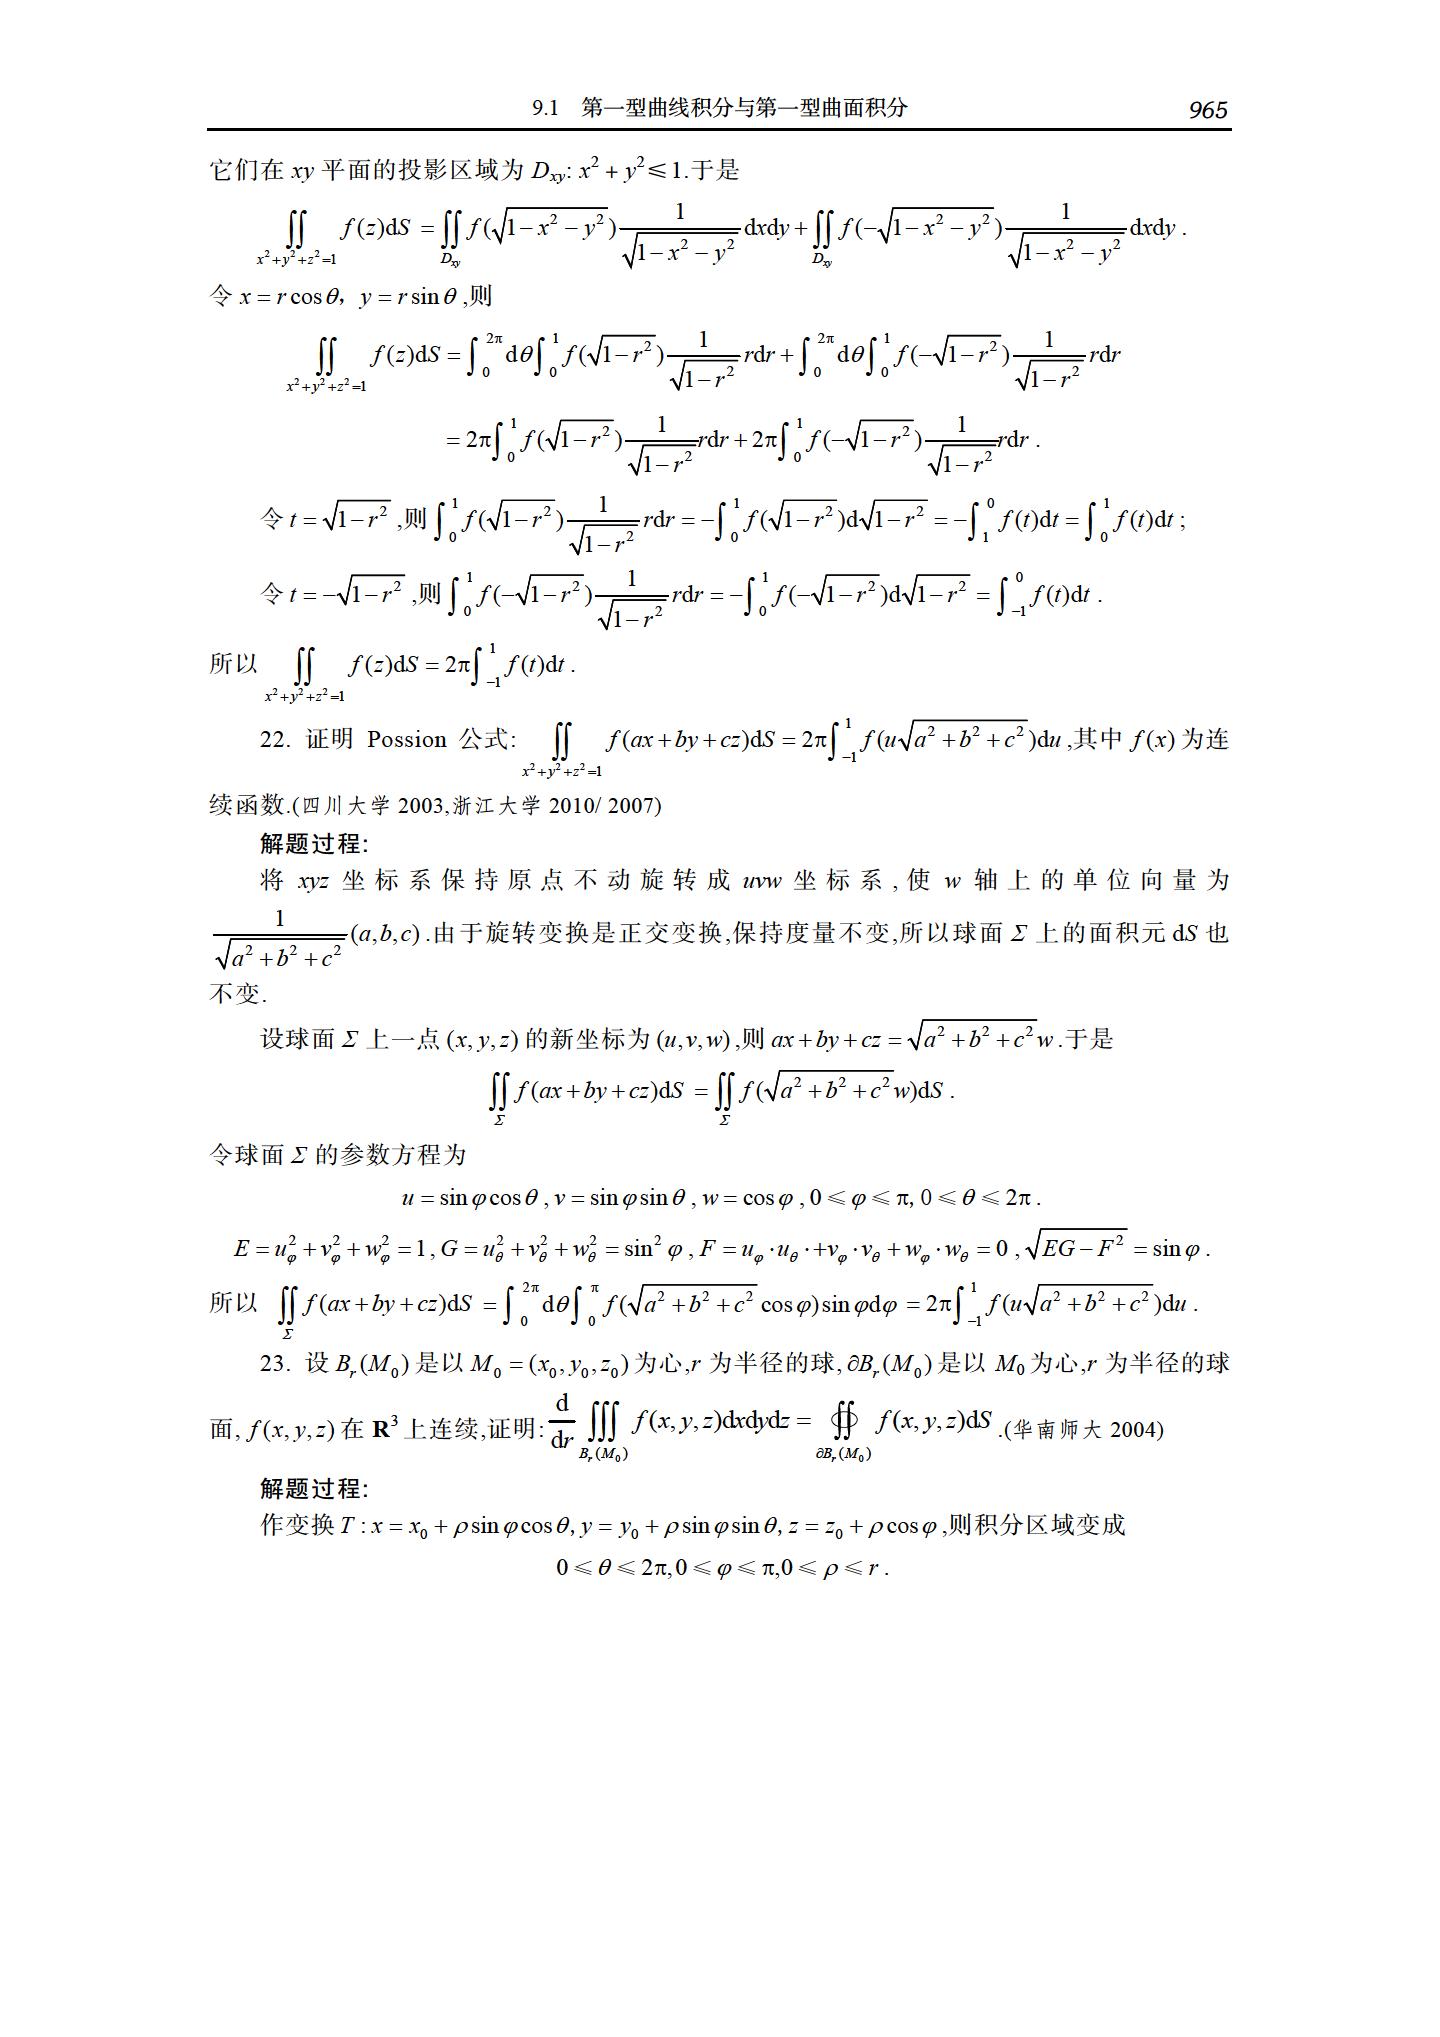 9.1 第一型曲线积分与第一型曲面积分 965
它们在 xy 平面的投影区域为 $D_{xy}$: $x^2+y^2\leqslant 1$.于是
$\iint\limits_{x^2+y^2+z^2=1} f(z)\mathrm{d}S = \iint\limits_{D_{xy}} f(\sqrt{1-x^2-y^2})\frac{1}{\sqrt{1-x^2-y^2}}\mathrm{d}x\mathrm{d}y + \iint\limits_{D_{xy}} f(-\sqrt{1-x^2-y^2})\frac{1}{\sqrt{1-x^2-y^2}}\mathrm{d}x\mathrm{d}y$ .
令 $x=r\cos\theta$，$y=r\sin\theta$ ,则
$\iint\limits_{x^2+y^2+z^2=1} f(z)\mathrm{d}S = \int_0^{2\pi}\mathrm{d}\theta\int_0^1 f(\sqrt{1-r^2})\frac{1}{\sqrt{1-r^2}}r\mathrm{d}r + \int_0^{2\pi}\mathrm{d}\theta\int_0^1 f(-\sqrt{1-r^2})\frac{1}{\sqrt{1-r^2}}r\mathrm{d}r$
$= 2\pi\int_0^1 f(\sqrt{1-r^2})\frac{1}{\sqrt{1-r^2}}r\mathrm{d}r + 2\pi\int_0^1 f(-\sqrt{1-r^2})\frac{1}{\sqrt{1-r^2}}r\mathrm{d}r$ .
令 $t=\sqrt{1-r^2}$ ,则 $\int_0^1 f(\sqrt{1-r^2})\frac{1}{\sqrt{1-r^2}}r\mathrm{d}r = -\int_0^1 f(\sqrt{1-r^2})\mathrm{d}\sqrt{1-r^2} = -\int_1^0 f(t)\mathrm{d}t = \int_0^1 f(t)\mathrm{d}t$ ;
令 $t=-\sqrt{1-r^2}$ ,则 $\int_0^1 f(-\sqrt{1-r^2})\frac{1}{\sqrt{1-r^2}}r\mathrm{d}r = -\int_0^1 f(-\sqrt{1-r^2})\mathrm{d}\sqrt{1-r^2} = \int_{-1}^0 f(t)\mathrm{d}t$ .
所以 $\iint\limits_{x^2+y^2+z^2=1} f(z)\mathrm{d}S = 2\pi\int_{-1}^1 f(t)\mathrm{d}t$ .
22. 证明 Possion 公式: $\iint\limits_{x^2+y^2+z^2=1} f(ax+by+cz)\mathrm{d}S = 2\pi\int_{-1}^1 f(u\sqrt{a^2+b^2+c^2})\mathrm{d}u$ ,其中 $f(x)$ 为连
续函数.(四川大学 2003,浙江大学 2010/ 2007)
解题过程:
将 xyz 坐标系保持原点不动旋转成 uvw 坐标系,使 w 轴上的单位向量为
$\frac{1}{\sqrt{a^2+b^2+c^2}}(a,b,c)$ .由于旋转变换是正交变换,保持度量不变,所以球面 $\Sigma$ 上的面积元 $\mathrm{d}S$ 也
不变.
设球面 $\Sigma$ 上一点 $(x,y,z)$ 的新坐标为 $(u,v,w)$ ,则 $ax+by+cz=\sqrt{a^2+b^2+c^2}w$ .于是
$\iint\limits_{\Sigma} f(ax+by+cz)\mathrm{d}S = \iint\limits_{\Sigma} f(\sqrt{a^2+b^2+c^2}w)\mathrm{d}S$ .
令球面 $\Sigma$ 的参数方程为
$u=\sin\varphi\cos\theta$ , $v=\sin\varphi\sin\theta$ , $w=\cos\varphi$ , $0\leqslant\varphi\leqslant\pi$, $0\leqslant\theta\leqslant 2\pi$ .
$E=u_\varphi^2+v_\varphi^2+w_\varphi^2=1$ , $G=u_\theta^2+v_\theta^2+w_\theta^2=\sin^2\varphi$ , $F=u_\varphi\cdot u_\theta\cdot+v_\varphi\cdot v_\theta+w_\varphi\cdot w_\theta=0$ , $\sqrt{EG-F^2}=\sin\varphi$ .
所以 $\iint\limits_{\Sigma} f(ax+by+cz)\mathrm{d}S = \int_0^{2\pi}\mathrm{d}\theta\int_0^{\pi} f(\sqrt{a^2+b^2+c^2}\cos\varphi)\sin\varphi\mathrm{d}\varphi = 2\pi\int_{-1}^1 f(u\sqrt{a^2+b^2+c^2})\mathrm{d}u$ .
23. 设 $B_r(M_0)$ 是以 $M_0=(x_0,y_0,z_0)$ 为心,r 为半径的球, $\partial B_r(M_0)$ 是以 $M_0$ 为心,r 为半径的球
面, $f(x,y,z)$ 在 $\mathbf{R}^3$ 上连续,证明: $\frac{\mathrm{d}}{\mathrm{d}r}\iiint\limits_{B_r(M_0)} f(x,y,z)\mathrm{d}x\mathrm{d}y\mathrm{d}z = \oiint\limits_{\partial B_r(M_0)} f(x,y,z)\mathrm{d}S$ .(华南师大 2004)
解题过程:
作变换 $T: x=x_0+\rho\sin\varphi\cos\theta, y=y_0+\rho\sin\varphi\sin\theta, z=z_0+\rho\cos\varphi$ ,则积分区域变成
$0\leqslant\theta\leqslant 2\pi, 0\leqslant\varphi\leqslant\pi, 0\leqslant\rho\leqslant r$ .